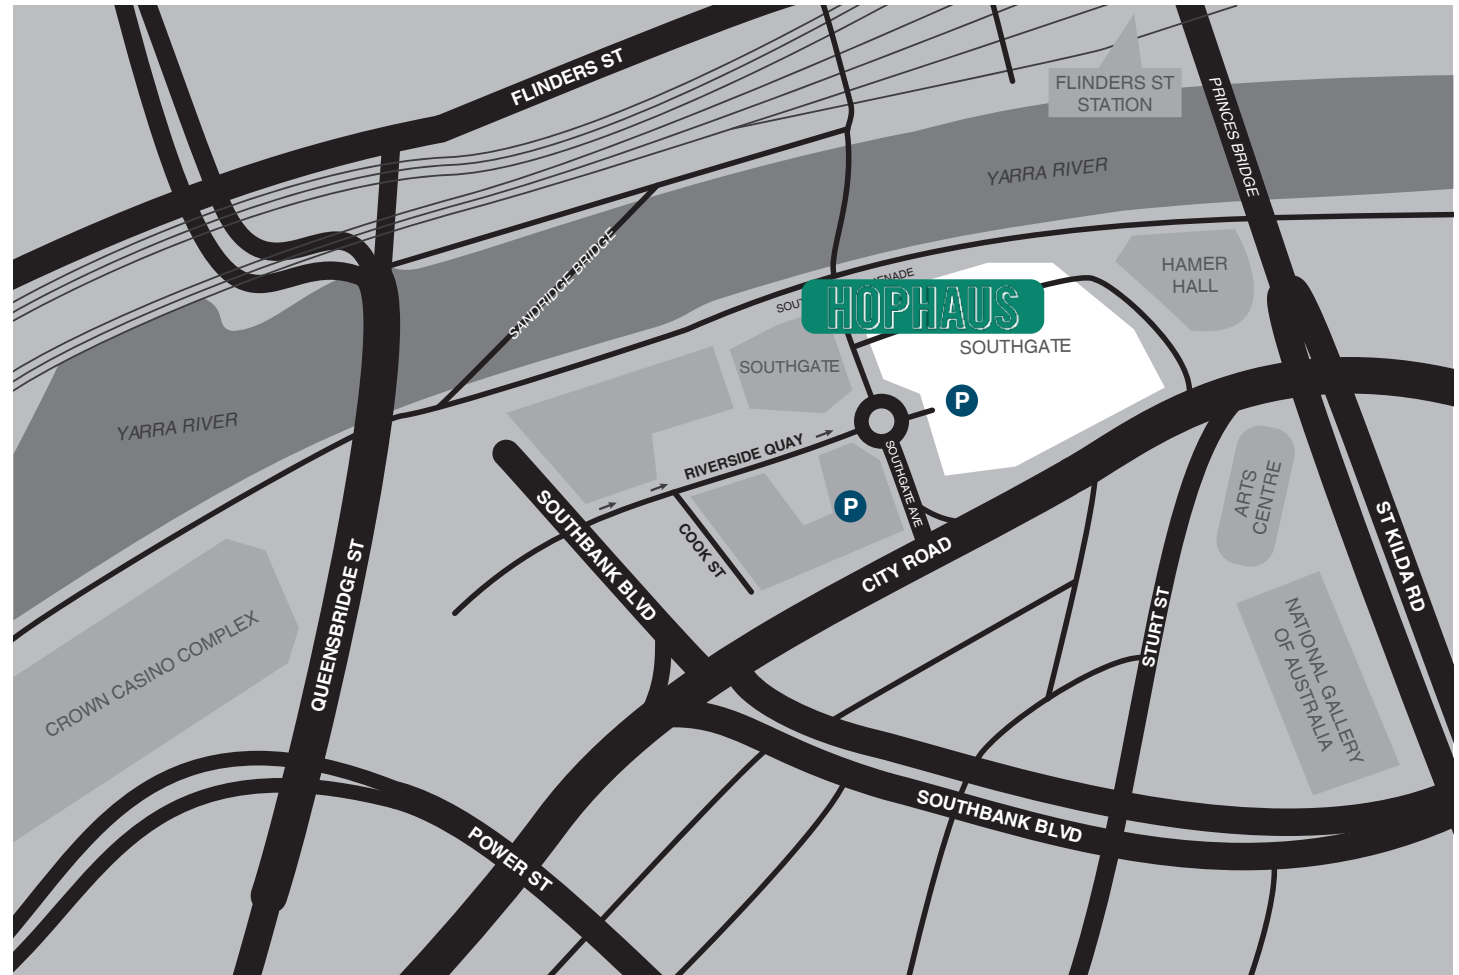 FLINDERS ST
FLINDERS ST
STATION
PRINCES BRIDGE
YARRA RIVER
SANDRIDGE BRIDGE
HAMER
HALL
HOPHAUS
SOUTHGATE
SOUTHGATE
P
YARRA RIVER
RIVERSIDE QUAY
SOUTHGATE AVE
P
ARTS
CENTRE
ST KILDA RD
SOUTHBANK BLVD
COOK ST
CITY ROAD
QUEENSBRIDGE ST
STURT ST
CROWN CASINO COMPLEX
NATIONAL GALLERY
OF AUSTRALIA
SOUTHBANK BLVD
POWER ST